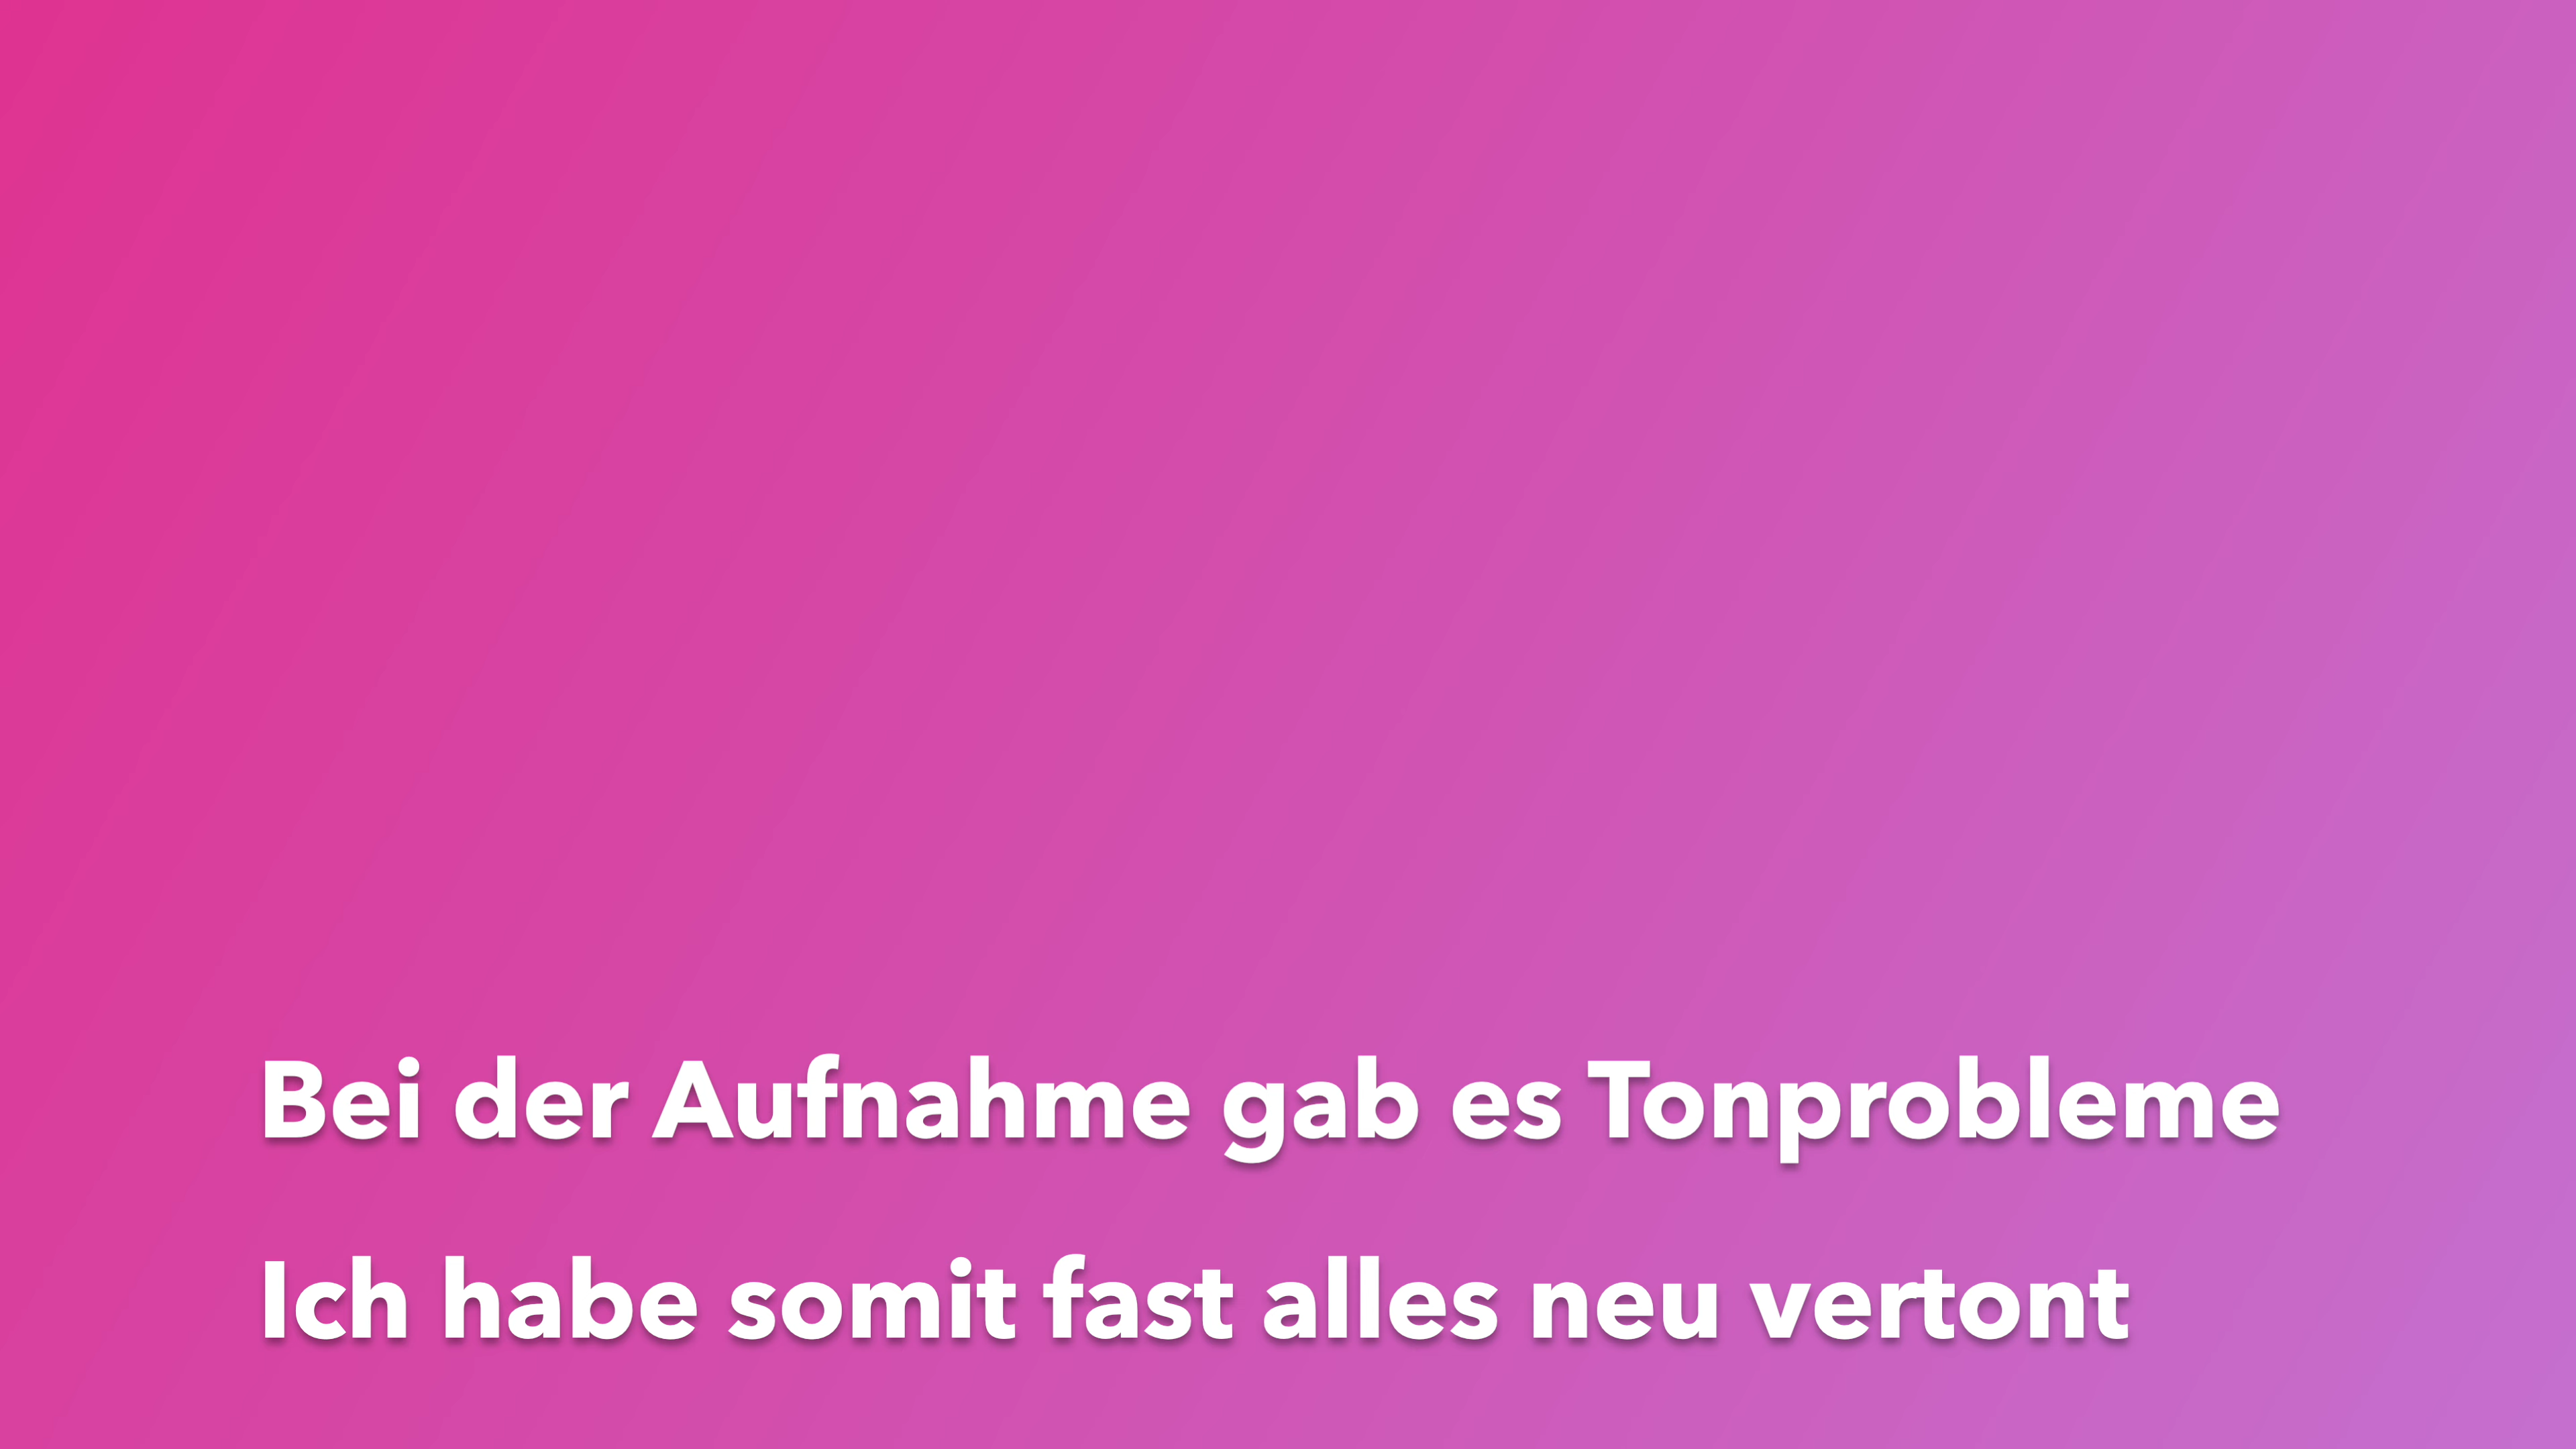 Bei der Aufnahme gab es Tonprobleme
Ich habe somit fast alles neu vertont